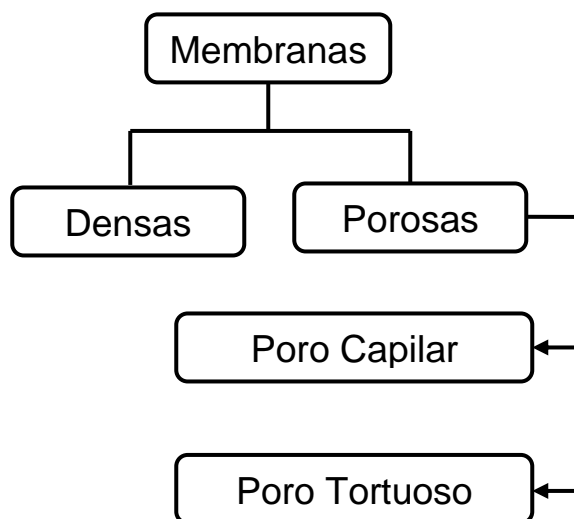 Membranas
Densas
Porosas
Poro Capilar
Poro Tortuoso